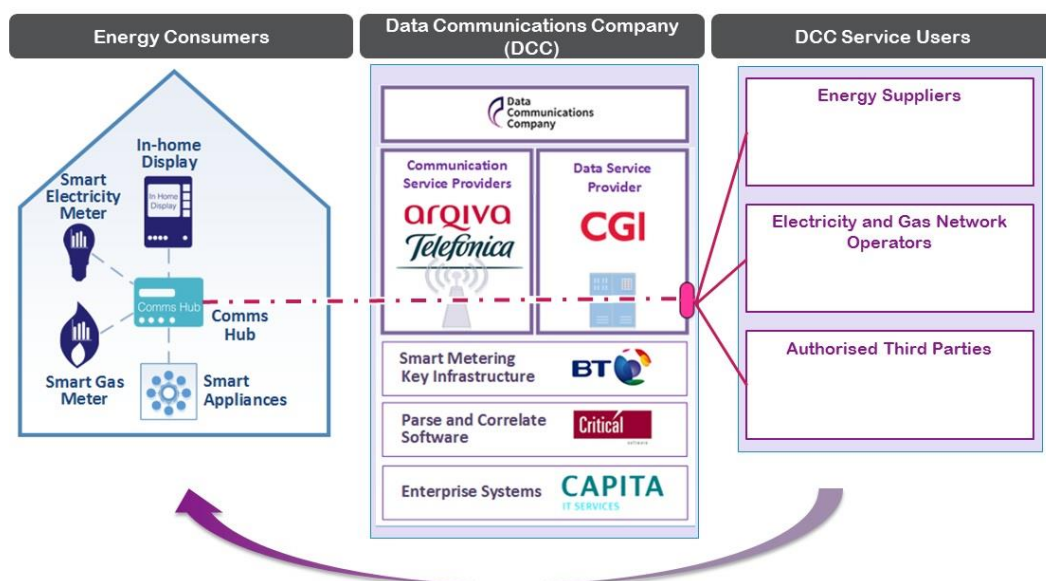 Energy Consumers
Data Communications Company
(DCC)
DCC Service Users
In-home
Display
Smart
Electricity
Meter
In Home
Display
Comms Hub
Comms
Hub
Smart Gas
Meter
Smart
Appliances
Data
Communications
Company
Communication
Service Providers
arqiva
Telefónica
Data Service
Provider
CGI
Smart Metering
Key Infrastructure
BT
Parse and Correlate
Software
Critical
software
Enterprise Systems
CAPITA
IT SERVICES
Energy Suppliers
Electricity and Gas Network
Operators
Authorised Third Parties